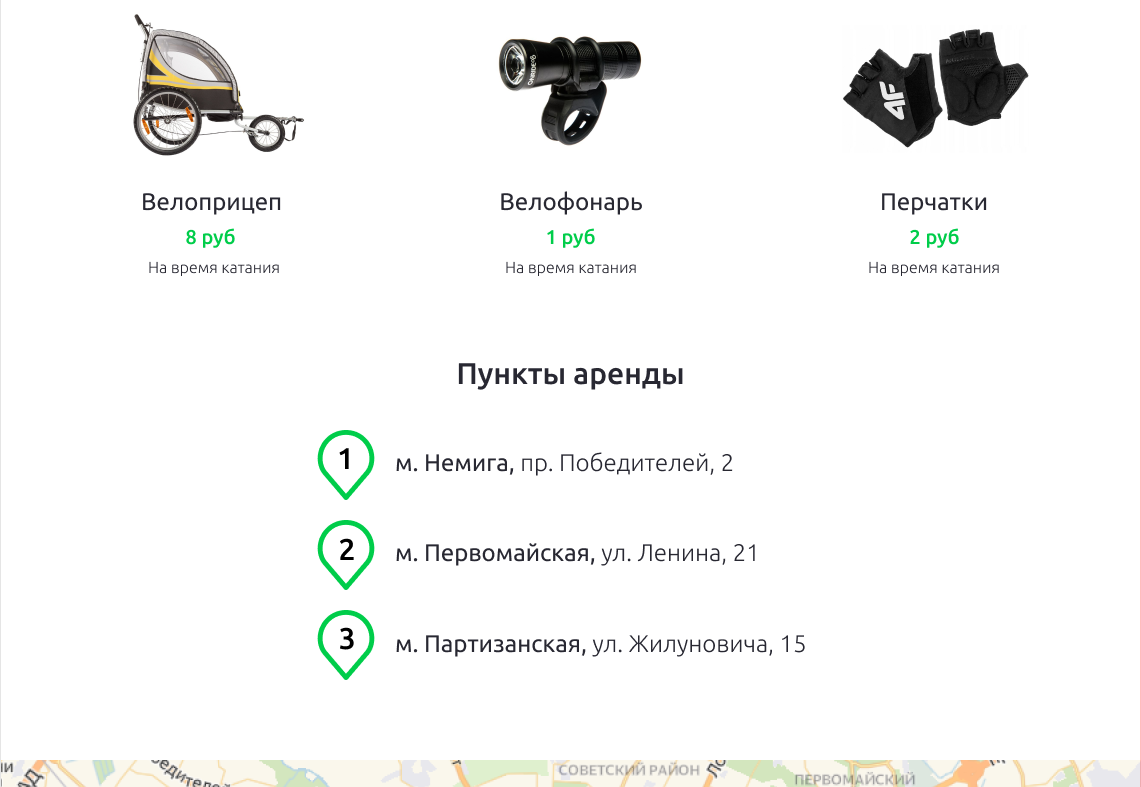 4F
Велоприцеп
Велофонарь
Перчатки
8 руб
1 руб
2 руб
На время катания
На время катания
На время катания
Пункты аренды
1
м. Немига, пр. Победителей, 2
2
м. Первомайская, ул. Ленина, 21
3
м. Партизанская, ул. Жилуновича, 15
СОВЕТСКИЙ РАЙОН
ПЕРВОМАЙСКИЙ